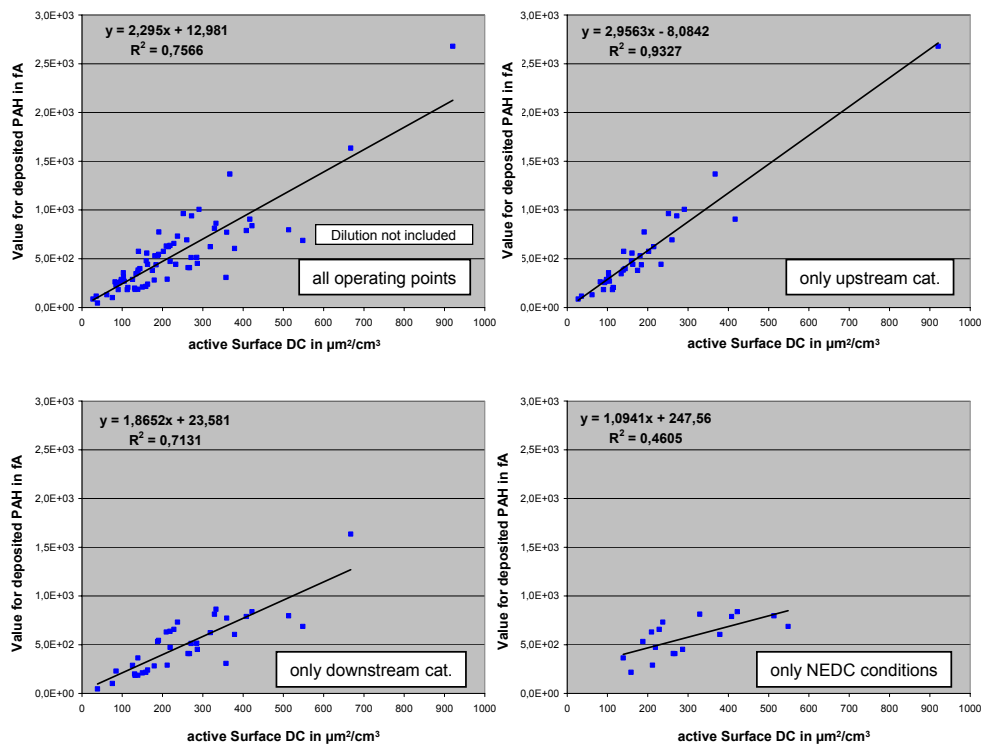 y = 2,295x + 12,981
R² = 0,7566
3,0E+03
2,5E+03
2,0E+03
1,5E+03
1,0E+03
5,0E+02
0,0E+00
Value for deposited PAH in fA
Dilution not included
all operating points
0 100 200 300 400 500 600 700 800 900 1000
active Surface DC in µm²/cm³
y = 2,9563x - 8,0842
R² = 0,9327
3,0E+03
2,5E+03
2,0E+03
1,5E+03
1,0E+03
5,0E+02
0,0E+00
Value for deposited PAH in fA
only upstream cat.
0 100 200 300 400 500 600 700 800 900 1000
active Surface DC in µm²/cm³
y = 1,8652x + 23,581
R² = 0,7131
3,0E+03
2,5E+03
2,0E+03
1,5E+03
1,0E+03
5,0E+02
0,0E+00
Value for deposited PAH in fA
only downstream cat.
0 100 200 300 400 500 600 700 800 900 1000
active Surface DC in µm²/cm³
y = 1,0941x + 247,56
R² = 0,4605
3,0E+03
2,5E+03
2,0E+03
1,5E+03
1,0E+03
5,0E+02
0,0E+00
Value for deposited PAH in fA
only NEDC conditions
0 100 200 300 400 500 600 700 800 900 1000
active Surface DC in µm²/cm³